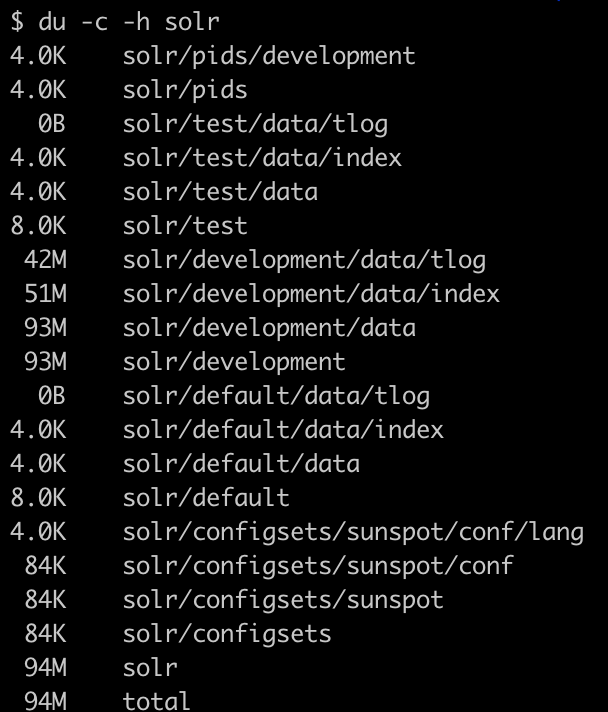 $ du -c -h solr
4.0K    solr/pids/development
4.0K    solr/pids
  0B    solr/test/data/tlog
4.0K    solr/test/data/index
4.0K    solr/test/data
8.0K    solr/test
 42M    solr/development/data/tlog
 51M    solr/development/data/index
 93M    solr/development/data
 93M    solr/development
  0B    solr/default/data/tlog
4.0K    solr/default/data/index
4.0K    solr/default/data
8.0K    solr/default
4.0K    solr/configsets/sunspot/conf/lang
 84K    solr/configsets/sunspot/conf
 84K    solr/configsets/sunspot
 84K    solr/configsets
 94M    solr
 94M    total